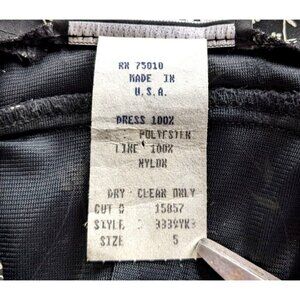 RN 75010
MADE IN
U.S.A.
DRESS 100%
POLYESTER
LINE 100%
NYLON
DRY CLEAN ONLY
CUT # 15857
STYLE
SIZE 5